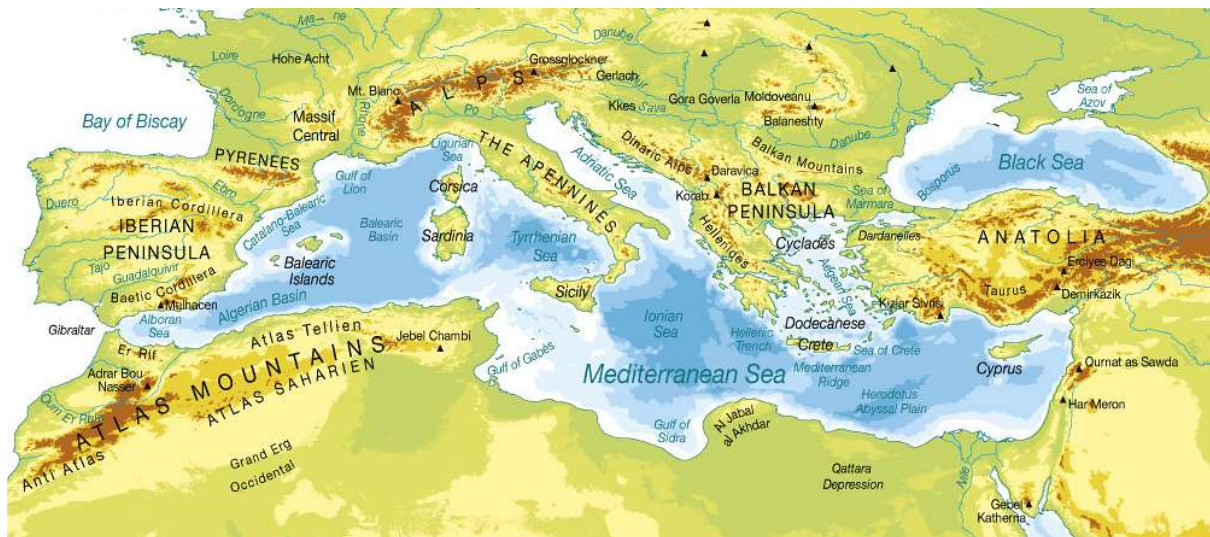 Ma
ne
Danube
Loire
Hohe Acht
Grossglockner
Gerlach
Mt. Blanc
ALPS
Kkes
Sava
Gora Goverla
Moldoveanu
Balaneshty
Sea of
Azov
Dordogne
Massif
Central
Rhone
Po
Bay of Biscay
Danube
Ligurian
Sea
THE APENNINES
Adriatic Sea
Dinaric Alps
Daravica
Balkan Mountains
Black Sea
Bosporus
PYRENEES
Gulf of
Lion
Corsica
Korab
BALKAN
PENINSULA
Sea of
Marmara
Duero
Ebro
Iberian Cordillera
IBERIAN
PENINSULA
Catalano-Balearic
Sea
Balearic
Basin
Sardinia
Tyrrhenian
Sea
Hellenides
Cyclades
Dardanelles
ANATOLIA
Tajo
Guadalquivir
Baetic Cordillera
Mulhacen
Balearic
Islands
Aegean Sea
Erciyes Dagi
Taurus
Demirkazik
Algerian Basin
Sicily
Kizlar Sivrisi
Gibraltar
Alboran
Sea
Ionian
Sea
Hellenic
Trench
Dodecanese
Crete
Sea of Crete
Er Rif
Atlas Tellien
Jebel Chambi
Gulf of Gabès
Mediterranean Sea
Mediterranean
Ridge
Cyprus
Qurnat as Sawda
Adrar Bou
Nasser
ATLAS MOUNTAINS
ATLAS SAHARIEN
Herodotus
Abyssal Plain
Har Meron
Oum Er Rbia
Al Jabal
al Akhdar
Gulf of
Sidra
Anti Atlas
Grand Erg
Occidental
Qattara
Depression
Nile
Gebel
Katherna